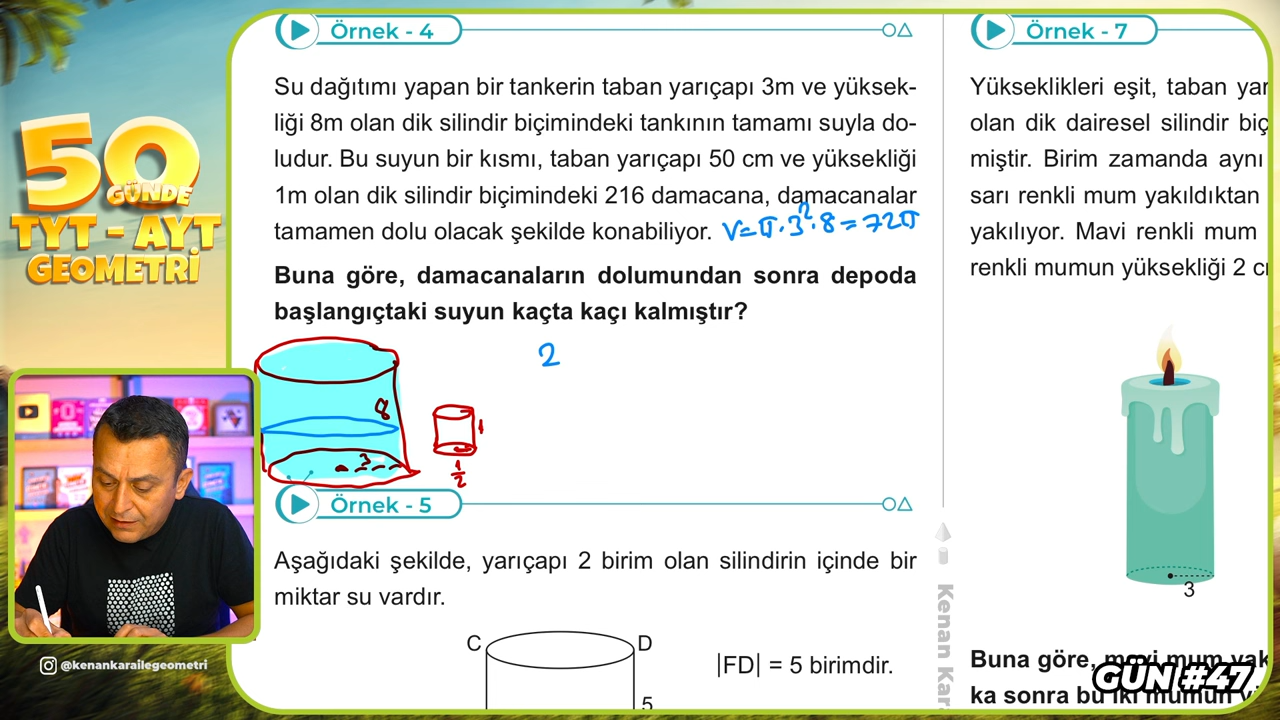 50
GÜNDE
TYT - AYT
GEOMETRİ
Örnek - 4
Su dağıtımı yapan bir tankerin taban yarıçapı 3m ve yüksek-
liği 8m olan dik silindir biçimindeki tankının tamamı suyla do-
ludur. Bu suyun bir kısmı, taban yarıçapı 50 cm ve yüksekliği
1m olan dik silindir biçimindeki 216 damacana, damacanalar
tamamen dolu olacak şekilde konabiliyor.
V=π·3²·8=72π
Buna göre, damacanaların dolumundan sonra depoda
başlangıçtaki suyun kaçta kaçı kalmıştır?
2
8
3
1
1/2
Örnek - 5
Aşağıdaki şekilde, yarıçapı 2 birim olan silindirin içinde bir
miktar su vardır.
C
D
|FD| = 5 birimdir.
5
Kenan Kar
Örnek - 7
Yükseklikleri eşit, taban yar
olan dik dairesel silindir biç
miştir. Birim zamanda aynı
sarı renkli mum yakıldıktan
yakılıyor. Mavi renkli mum
renkli mumun yüksekliği 2 c
3
Buna göre, mavi mum yak
ka sonra bu iki mumun
GÜN #47
@kenankarailegeometri